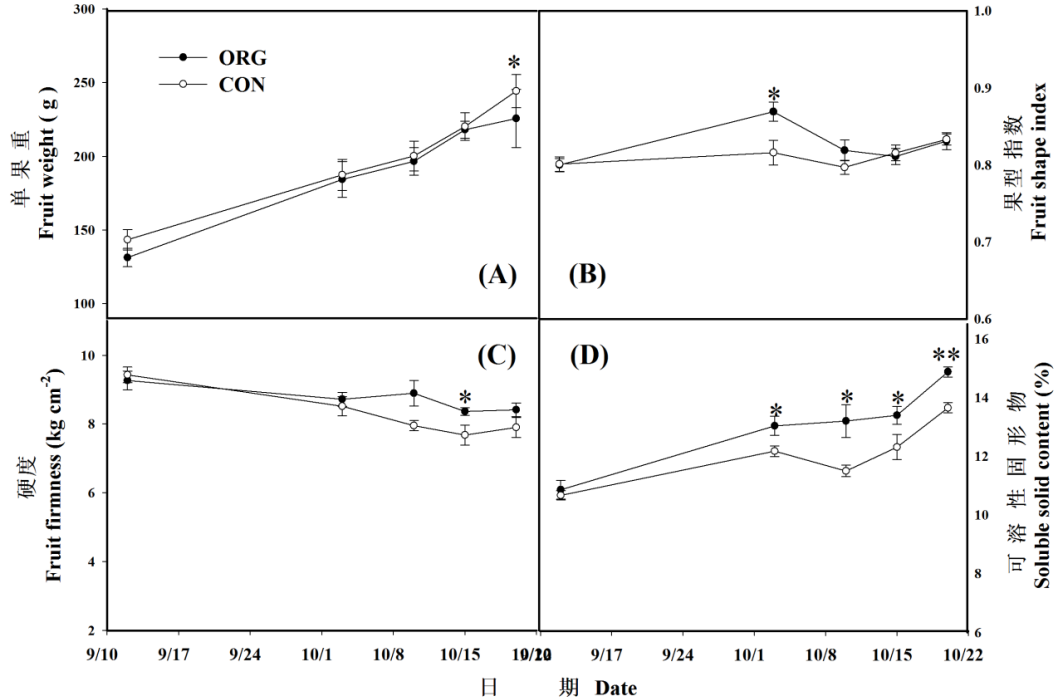 300
250
200
150
100
单果重
Fruit weight ( g )
ORG
CON
*
(A)
*
(B)
1.0
0.9
0.8
0.7
0.6
果型指数
Fruit shape index
10
8
6
4
2
硬度
Fruit firmness (kg cm-2)
(C)
*
(D)
*
*
*
**
16
14
12
10
8
6
可溶性固形物
Soluble solid content (%)
9/10 9/17 9/24 10/1 10/8 10/15
9/17 9/24 10/1 10/8 10/15 10/22
日 期 Date